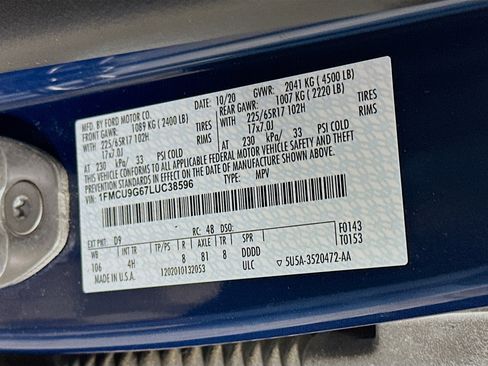 MFD. BY FORD MOTOR CO.
DATE: 10/20 GVWR: 2041 KG ( 4500 LB)
FRONT GAWR: 1089 KG ( 2400 LB) REAR GAWR: 1007 KG ( 2220 LB)
WITH 225/65R17 102H TIRES WITH 225/65R17 102H TIRES
17x7.0J RIMS 17x7.0J RIMS
AT 230 kPa/ 33 PSI COLD AT 230 kPa/ 33 PSI COLD
THIS VEHICLE CONFORMS TO ALL APPLICABLE FEDERAL MOTOR VEHICLE SAFETY AND THEFT
PREVENTION STANDARDS IN EFFECT ON THE DATE OF MANUFACTURE SHOWN ABOVE.
VIN: 1FMCU9G67LUC38596 TYPE: MPV
EXT PNT: D9 RC: 48 DSO: F0143
WB INT TR TP/PS R AXLE TR SPR T0153
106 4H 8 81 8 DDDD
MADE IN U.S.A. 1202010132053 ULC ▽ 5U5A-3520472-AA